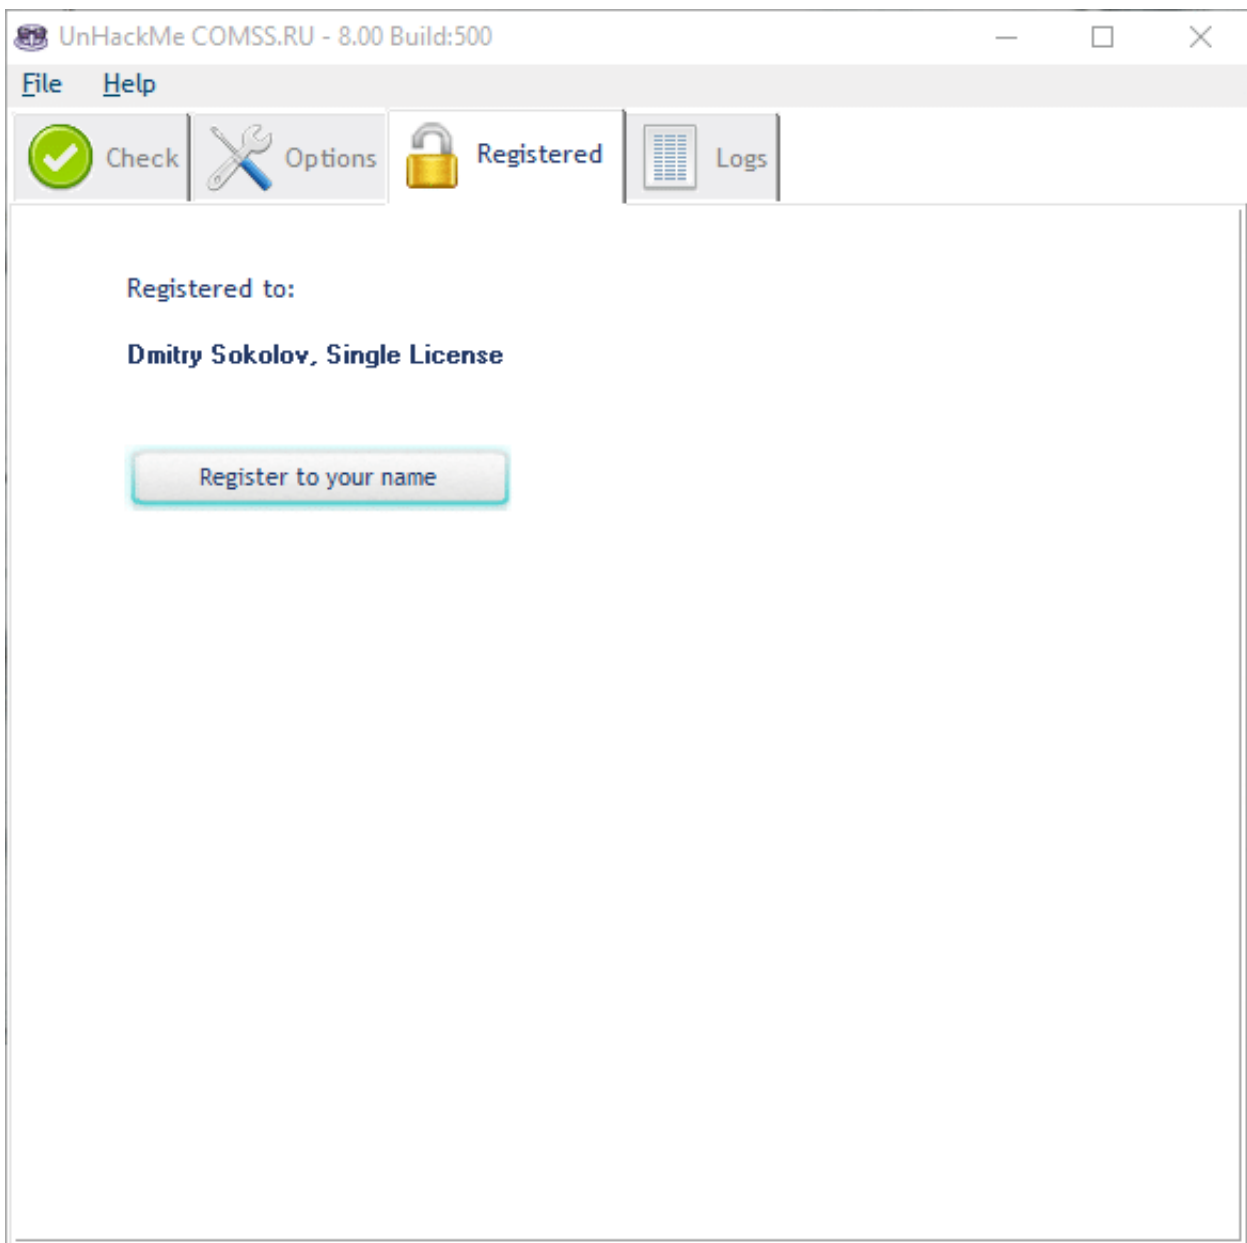 UnHackMe COMSS.RU - 8.00 Build:500
File Help
Check Options Registered Logs
Registered to:
Dmitry Sokolov, Single License
Register to your name